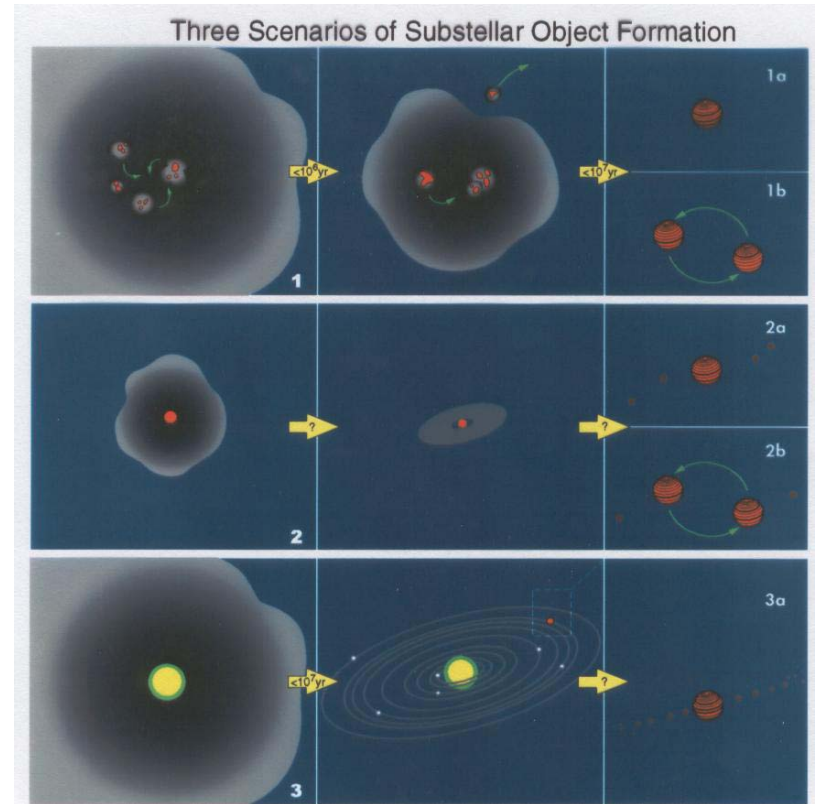 Three Scenarios of Substellar Object Formation
1
<10⁶yr
<10⁷yr
1a
1b
2
?
?
2a
2b
3
<10⁷yr
?
3a